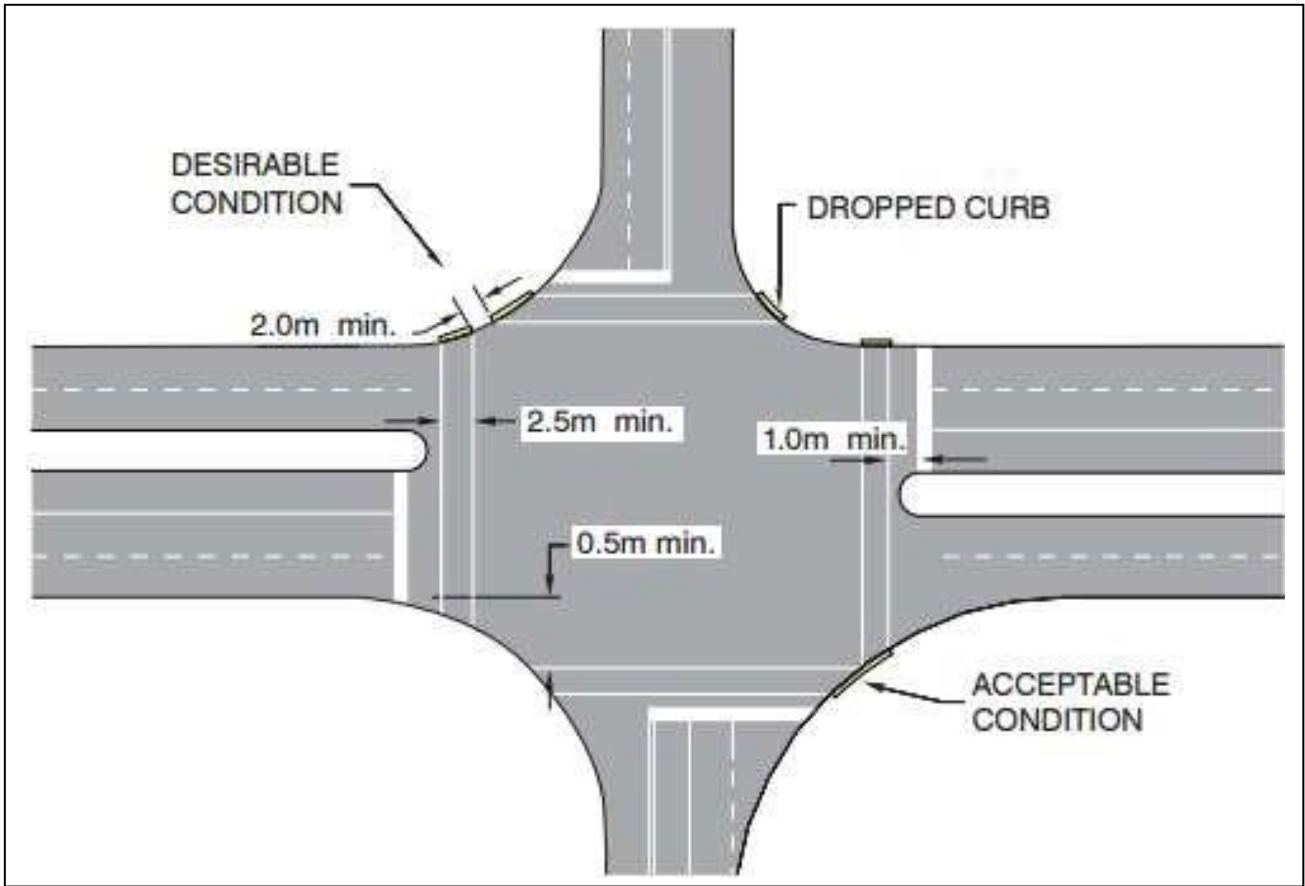 DESIRABLE
CONDITION
DROPPED CURB
2.0m min.
2.5m min.
1.0m min.
0.5m min.
ACCEPTABLE
CONDITION